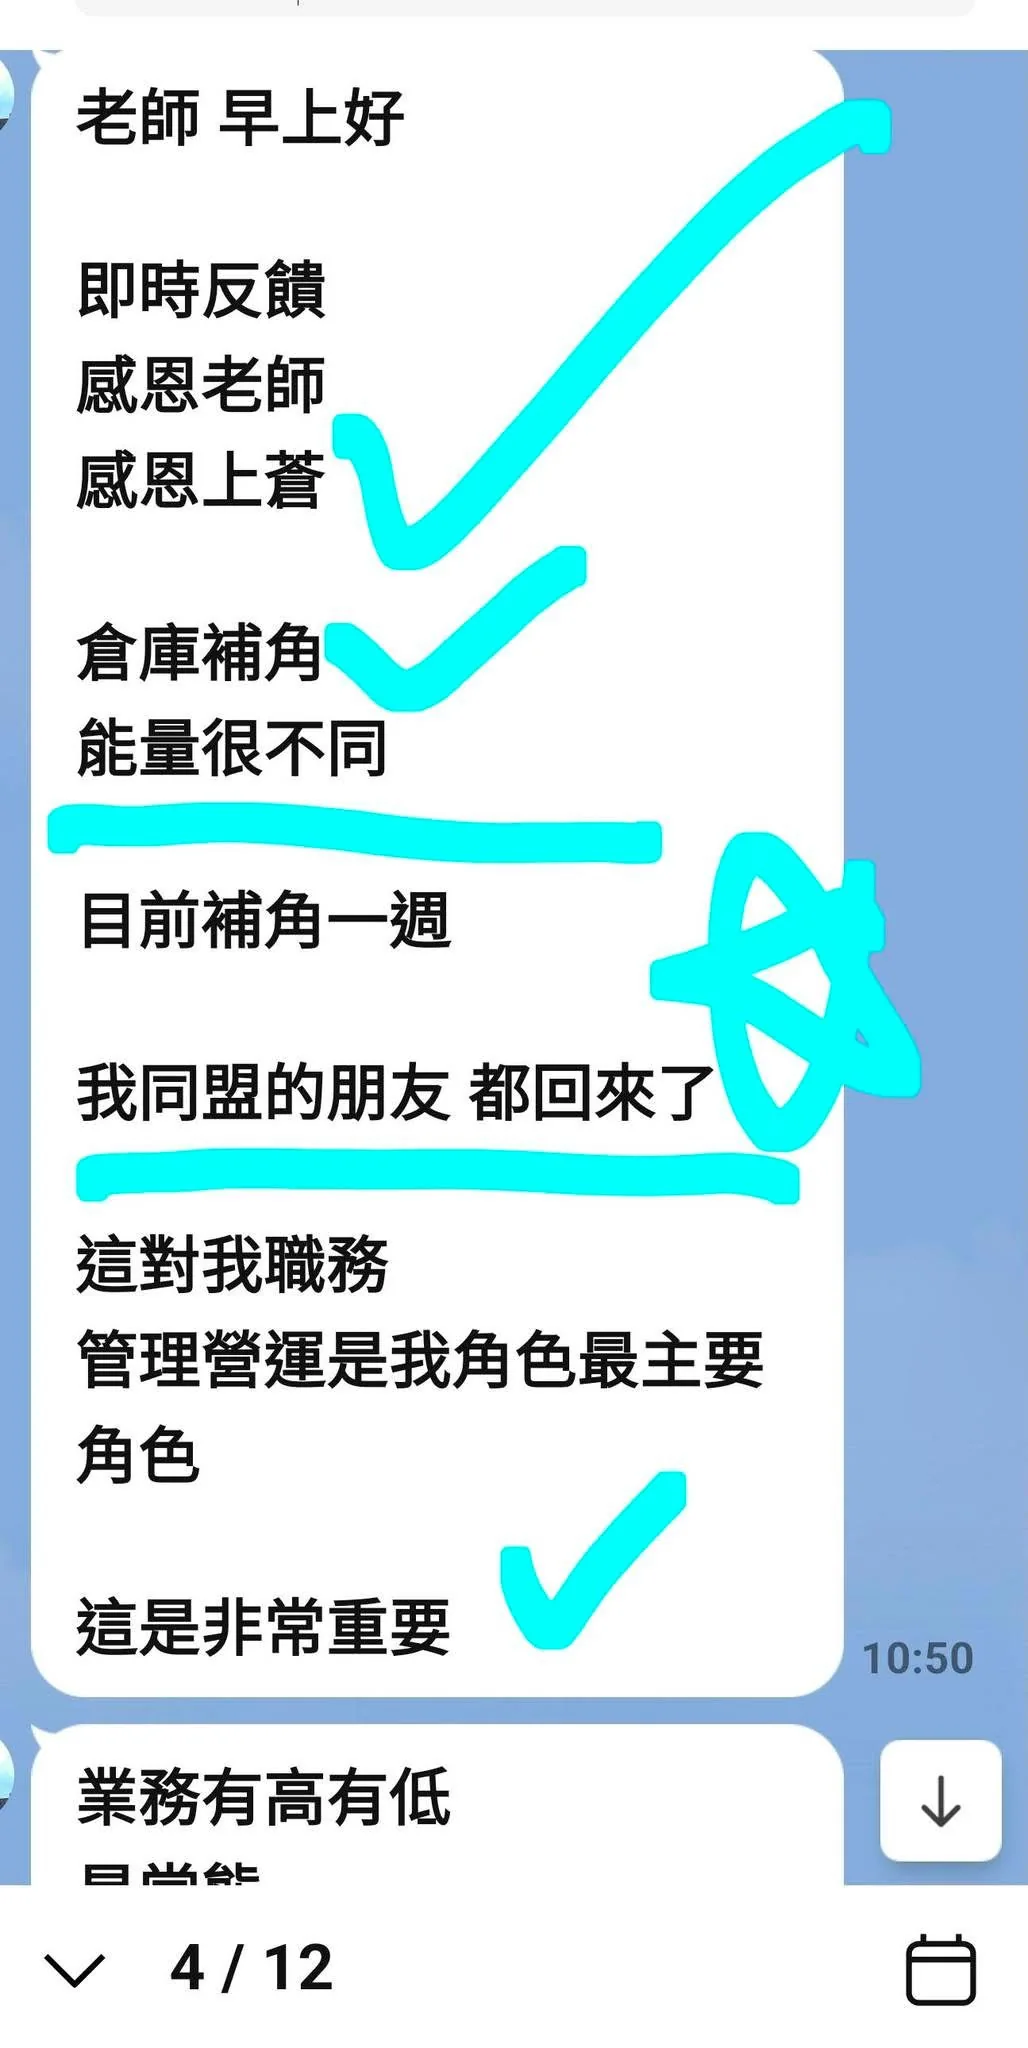 老師 早上好
即時反饋
感恩老師
感恩上蒼
倉庫補角
能量很不同
目前補角一週
我同盟的朋友 都回來了
這對我職務
管理營運是我角色最主要
角色
這是非常重要
10:50
業務有高有低
是常態
4 / 12